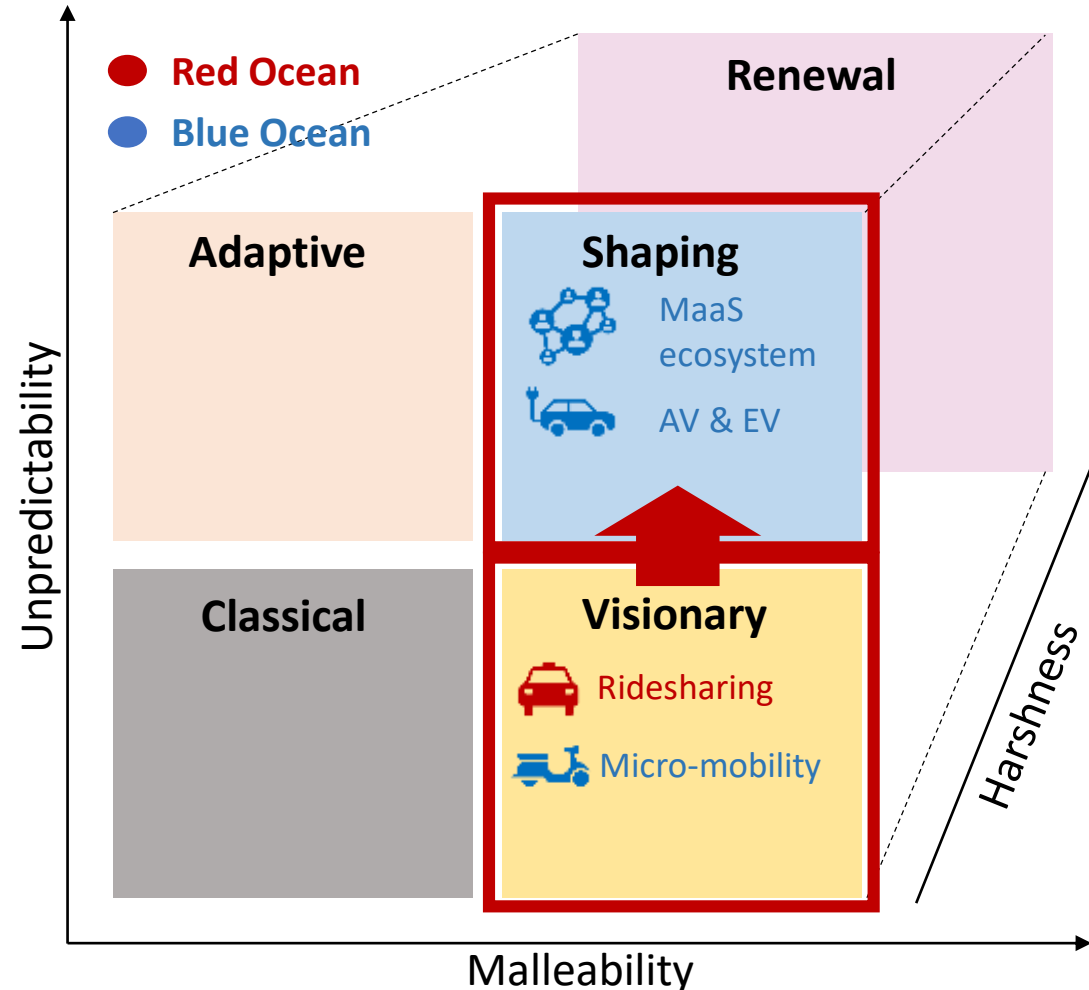 Red Ocean
Blue Ocean
Renewal
Adaptive
Shaping
MaaS
ecosystem
AV & EV
Unpredictability
Classical
Visionary
Ridesharing
Micro-mobility
Harshness
Malleability